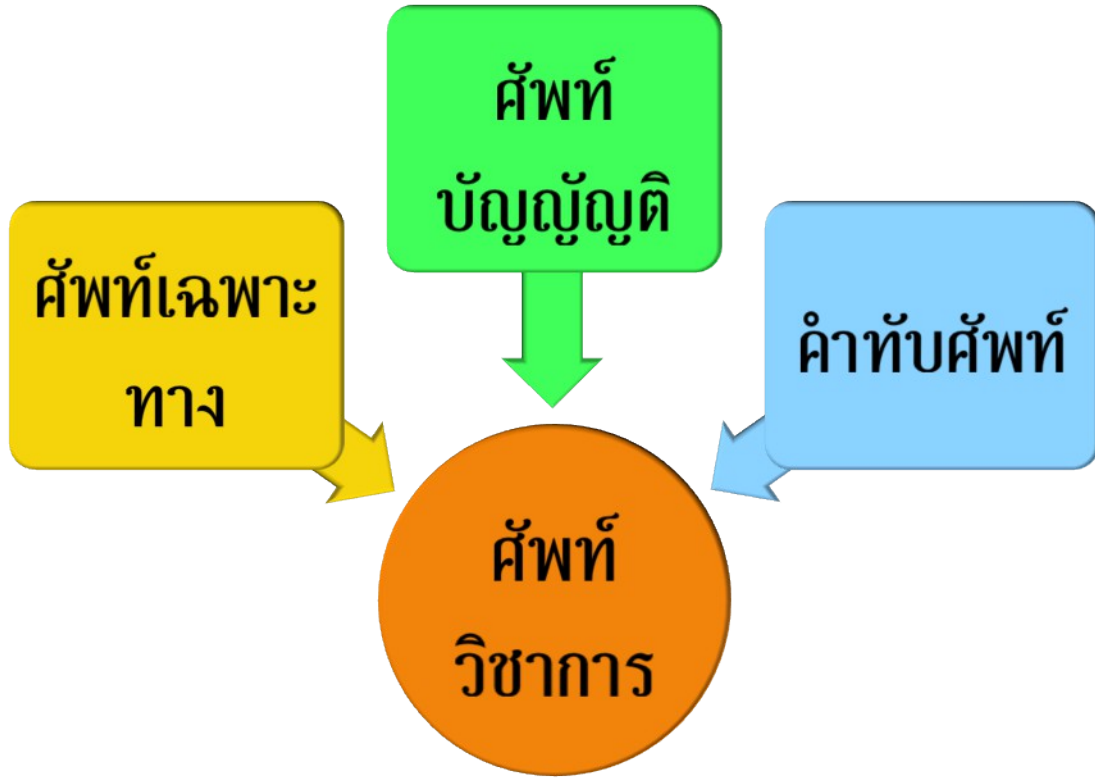 ศัพท์
บัญญัญติ
ศัพท์เฉพาะ
ทาง
คำทับศัพท์
ศัพท์
วิชาการ